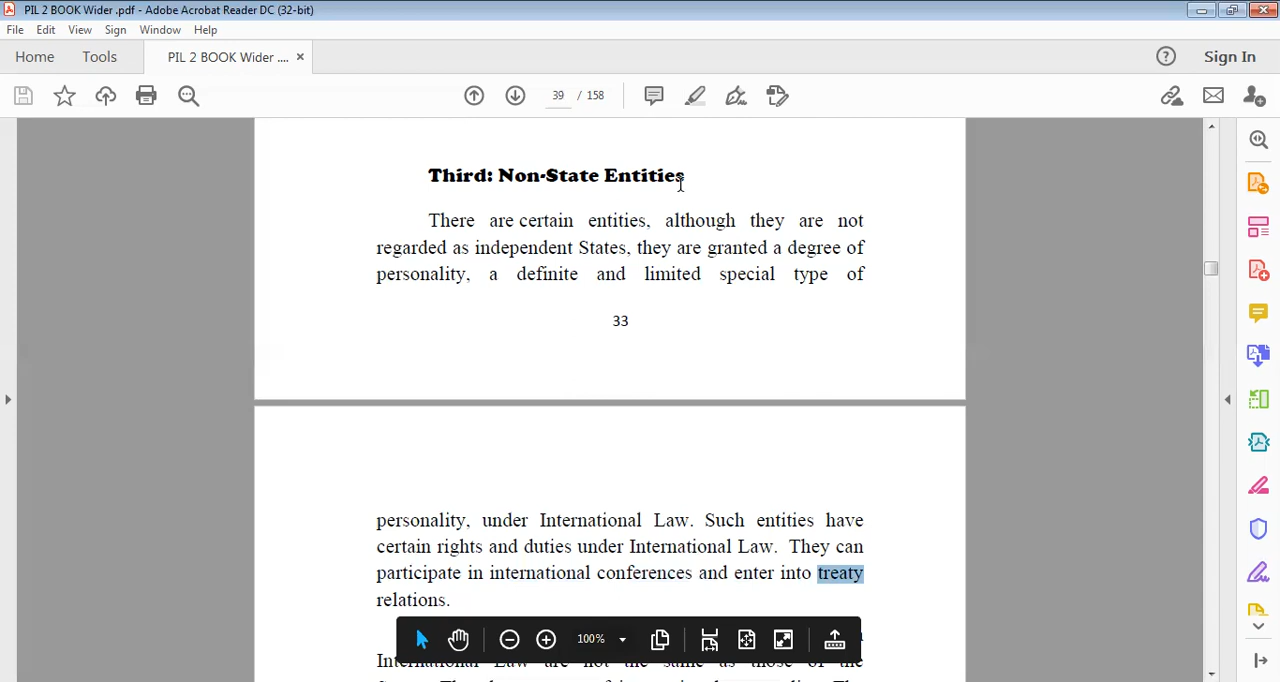 PIL 2 BOOK Wider .pdf - Adobe Acrobat Reader DC (32-bit)
File Edit View Sign Window Help
Home Tools PIL 2 BOOK Wider .... × Sign In
39 / 158
Third: Non-State Entities
There are certain entities, although they are not
regarded as independent States, they are granted a degree of
personality, a definite and limited special type of
33
personality, under International Law. Such entities have
certain rights and duties under International Law. They can
participate in international conferences and enter into treaty
relations.
100%
International Law are not the same as those of the